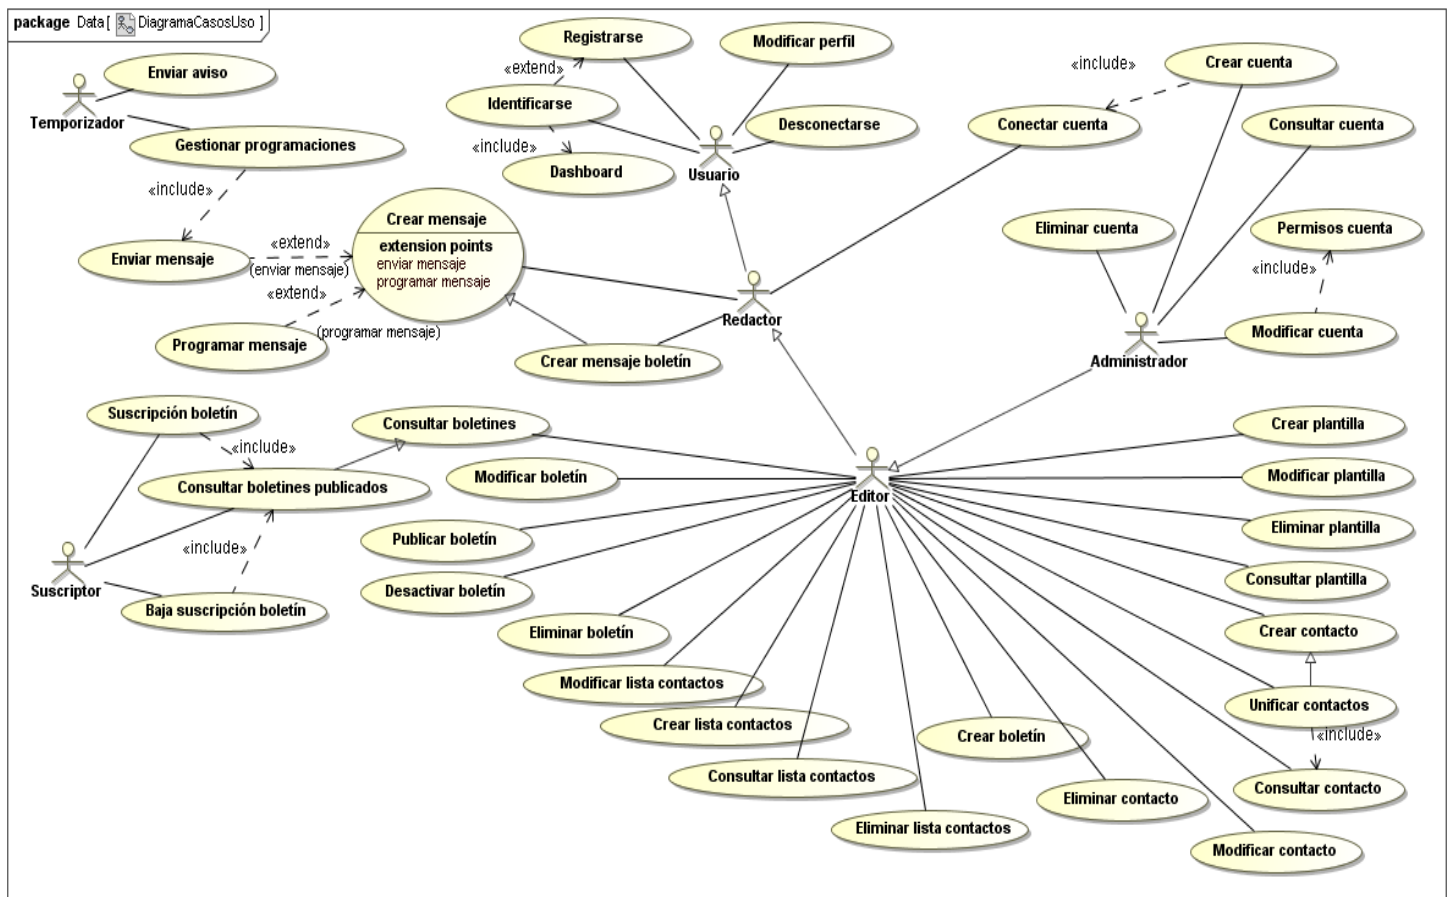 package Data [ DiagramaCasosUso ]
Registrarse
Modificar perfil
Enviar aviso
«extend»
«include»
Crear cuenta
Temporizador
Identificarse
Desconectarse
Conectar cuenta
Consultar cuenta
Gestionar programaciones
«include»
Dashboard
Usuario
«include»
Crear mensaje
extension points
enviar mensaje
programar mensaje
Eliminar cuenta
Permisos cuenta
Enviar mensaje
«extend»
(enviar mensaje)
«include»
«extend»
Redactor
(programar mensaje)
Modificar cuenta
Programar mensaje
Crear mensaje boletín
Administrador
Suscripción boletín
Consultar boletines
Crear plantilla
«include»
Consultar boletines publicados
Modificar boletín
Editor
Modificar plantilla
Publicar boletín
Eliminar plantilla
«include»
Suscriptor
Desactivar boletín
Consultar plantilla
Baja suscripción boletín
Eliminar boletín
Crear contacto
Modificar lista contactos
Unificar contactos
Crear lista contactos
Crear boletín
«include»
Consultar lista contactos
Consultar contacto
Eliminar contacto
Eliminar lista contactos
Modificar contacto